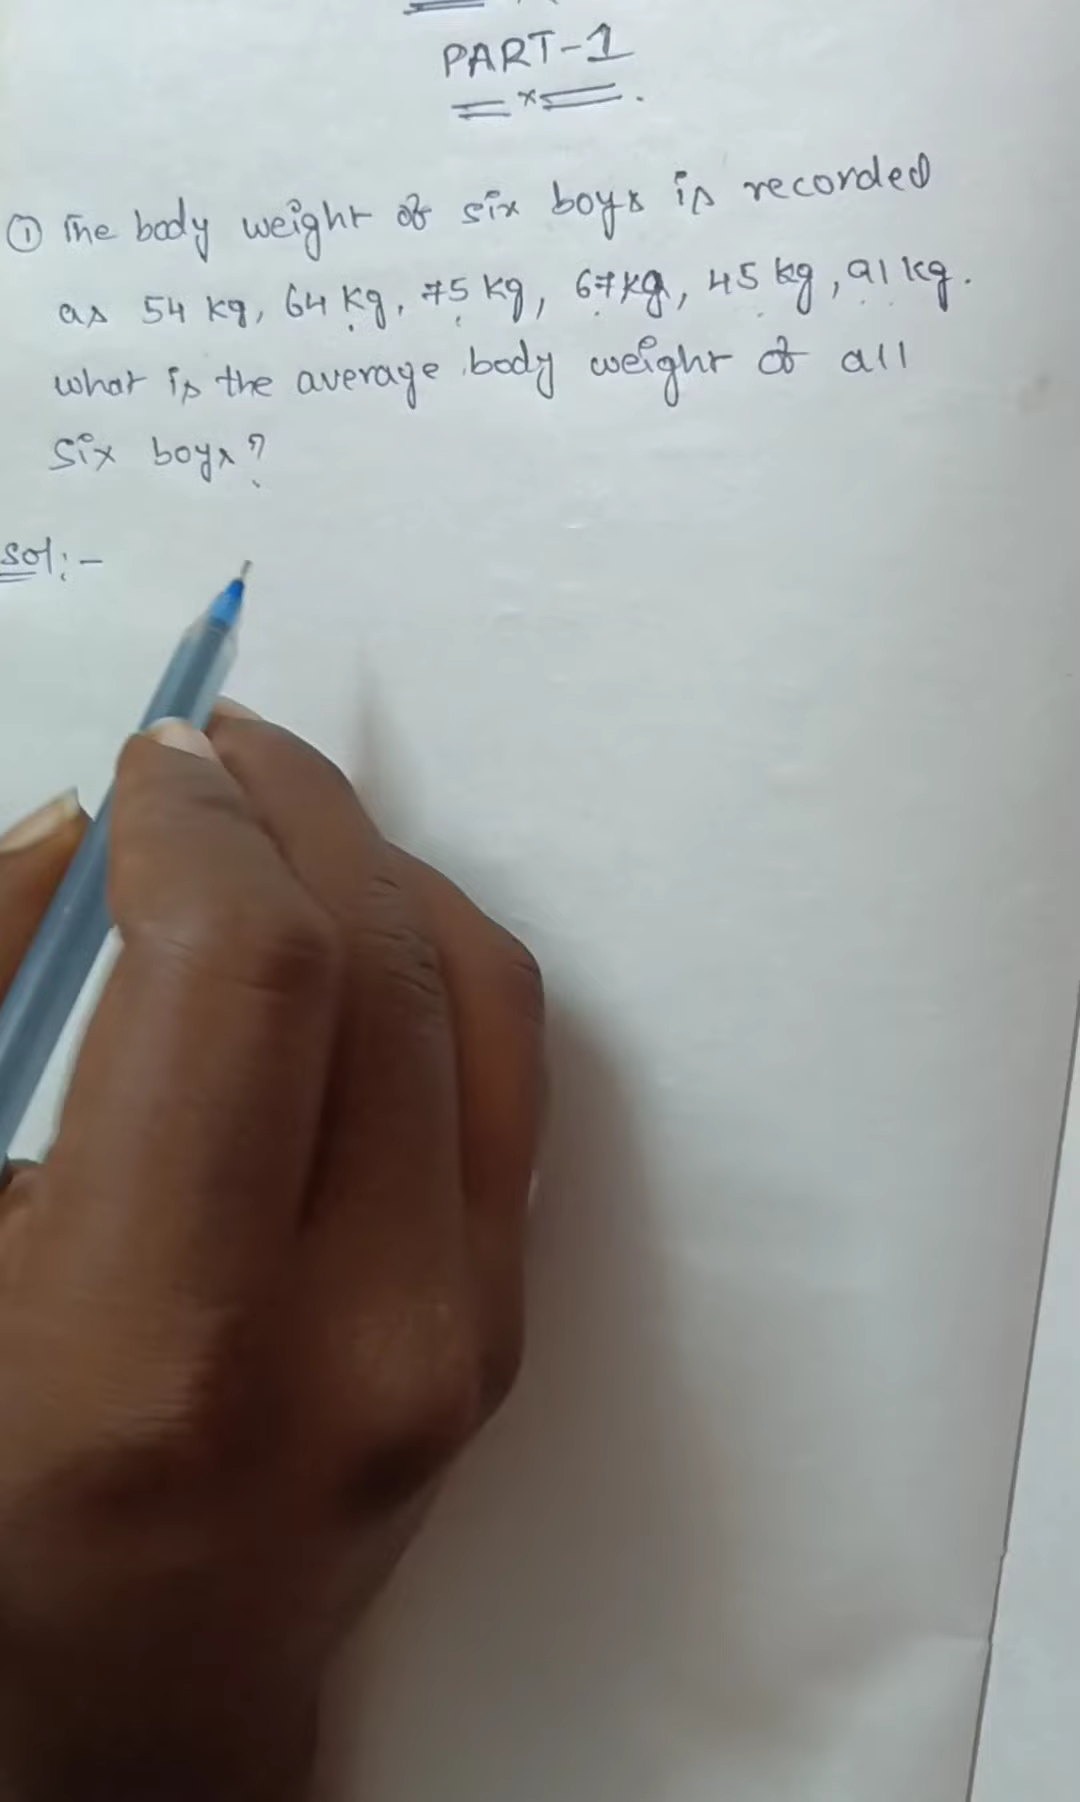 PART-1
① The body weight of six boys is recorded
as 54 kg, 64 kg, 75 kg, 67 kg, 45 kg, 91 kg.
what is the average body weight of all
six boys?
Sol:-